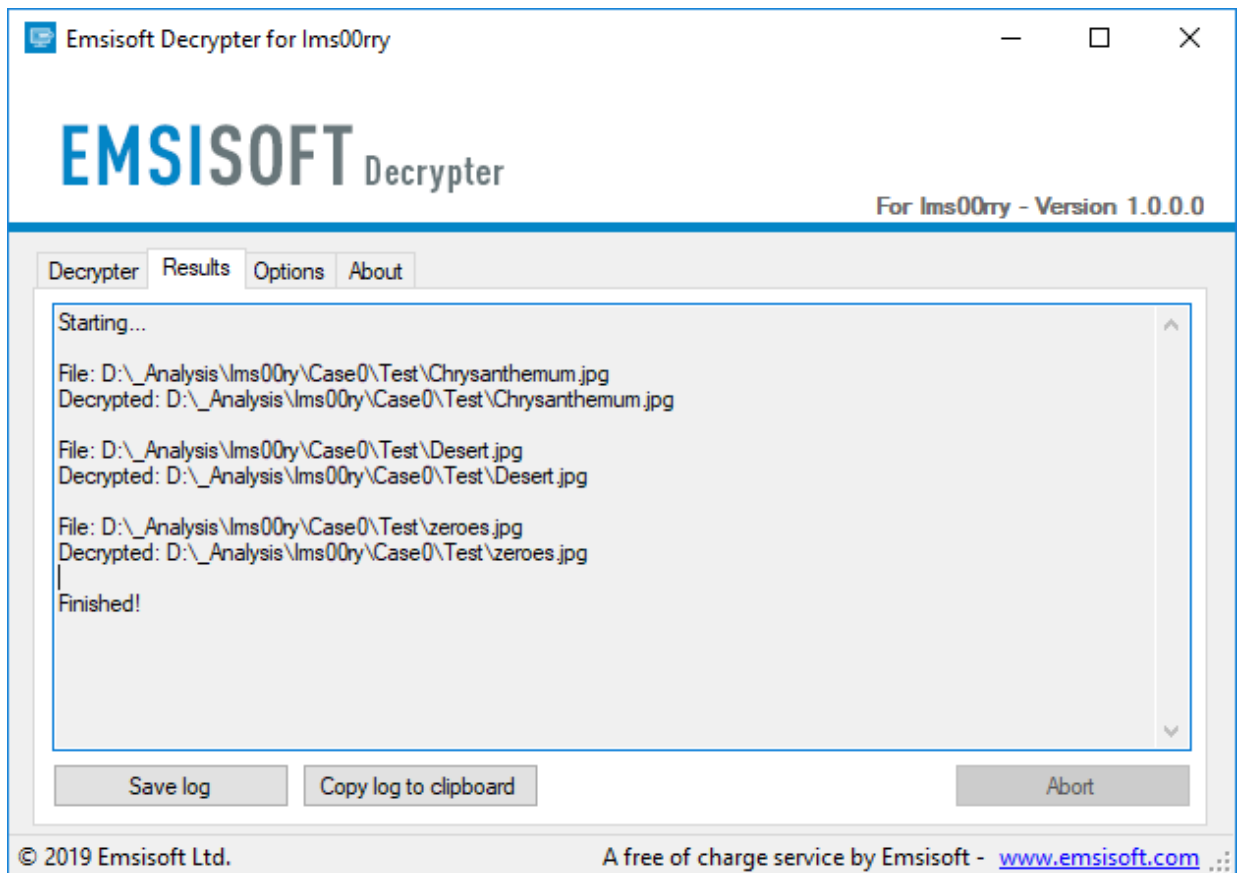 Emsisoft Decrypter for Ims00rry
EMSISOFT Decrypter
For Ims00rry - Version 1.0.0.0
Decrypter Results Options About
Starting...
File: D:\_Analysis\Ims00ry\Case0\Test\Chrysanthemum.jpg
Decrypted: D:\_Analysis\Ims00ry\Case0\Test\Chrysanthemum.jpg
File: D:\_Analysis\Ims00ry\Case0\Test\Desert.jpg
Decrypted: D:\_Analysis\Ims00ry\Case0\Test\Desert.jpg
File: D:\_Analysis\Ims00ry\Case0\Test\zeroes.jpg
Decrypted: D:\_Analysis\Ims00ry\Case0\Test\zeroes.jpg
Finished!
Save log Copy log to clipboard Abort
© 2019 Emsisoft Ltd. A free of charge service by Emsisoft - www.emsisoft.com